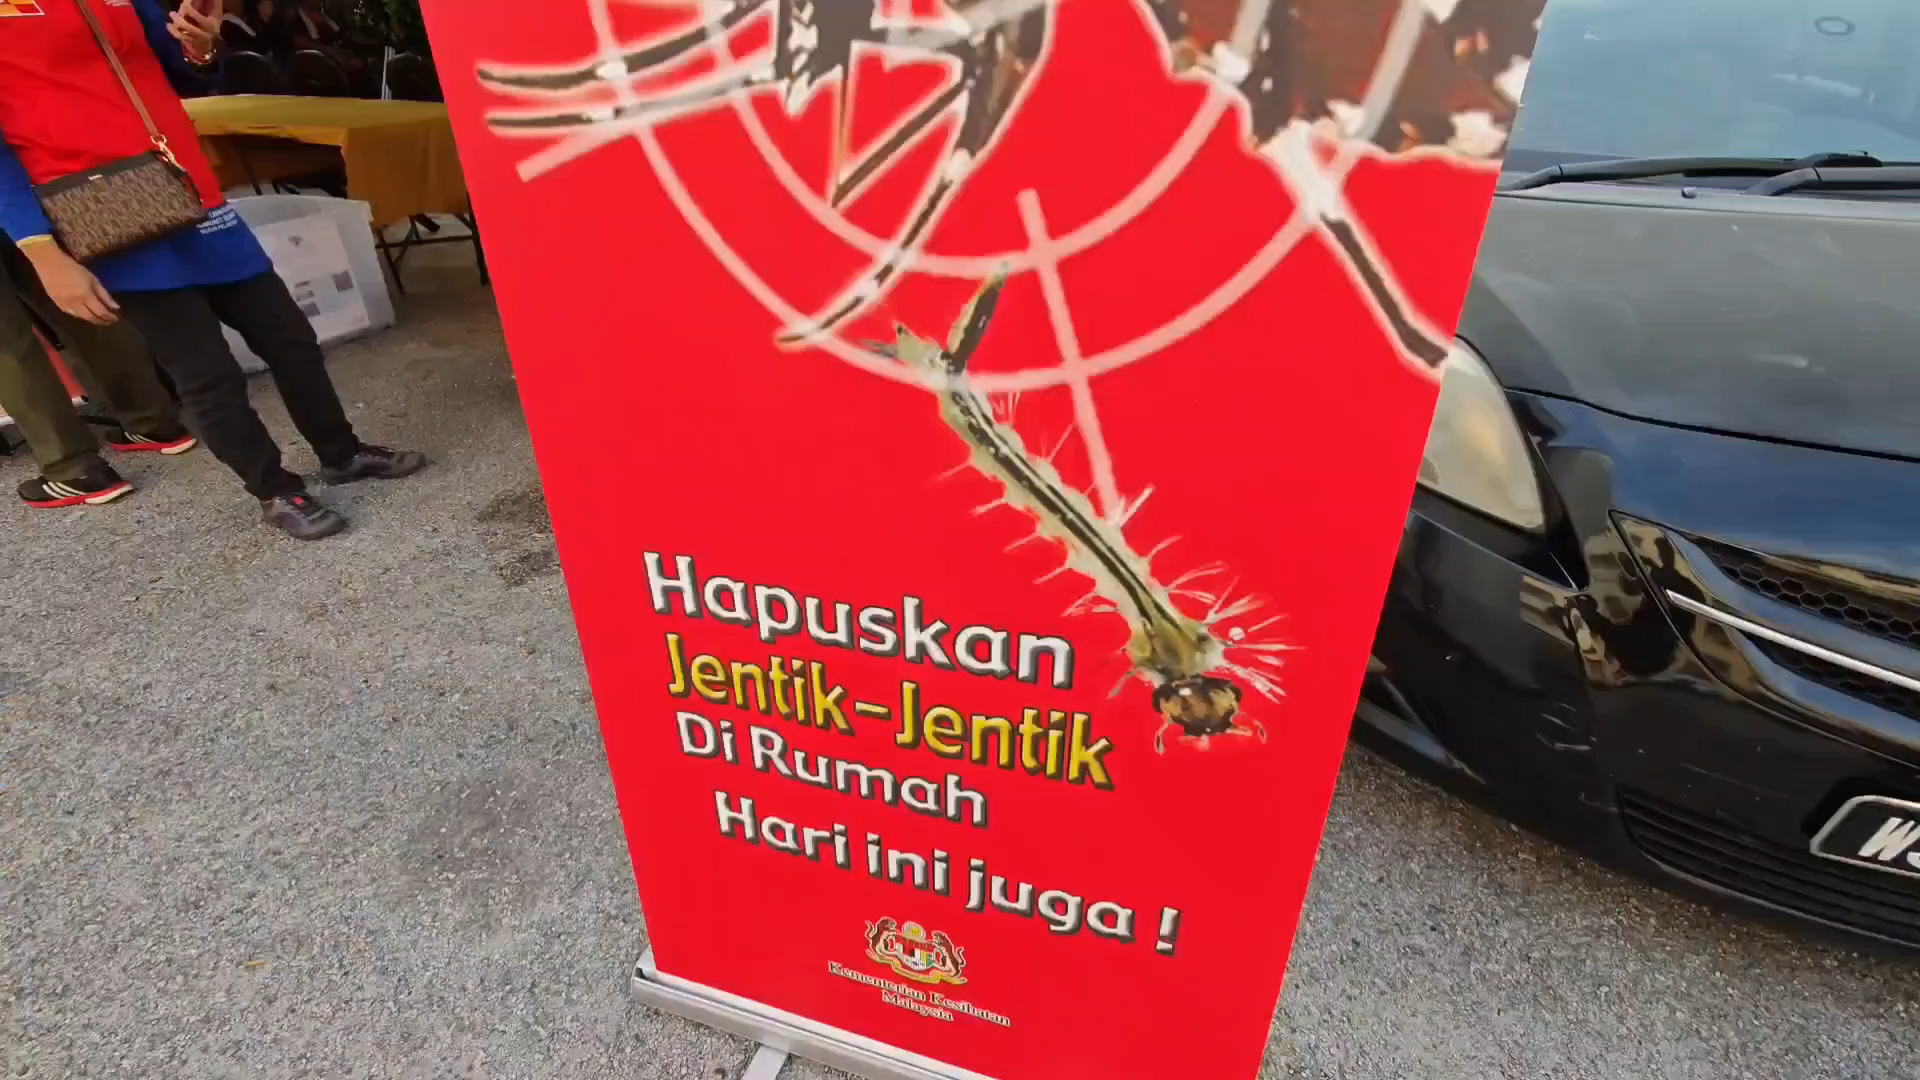 Hapuskan
Jentik-Jentik
Di Rumah
Hari ini juga !
Kementerian Kesihatan
Malaysia